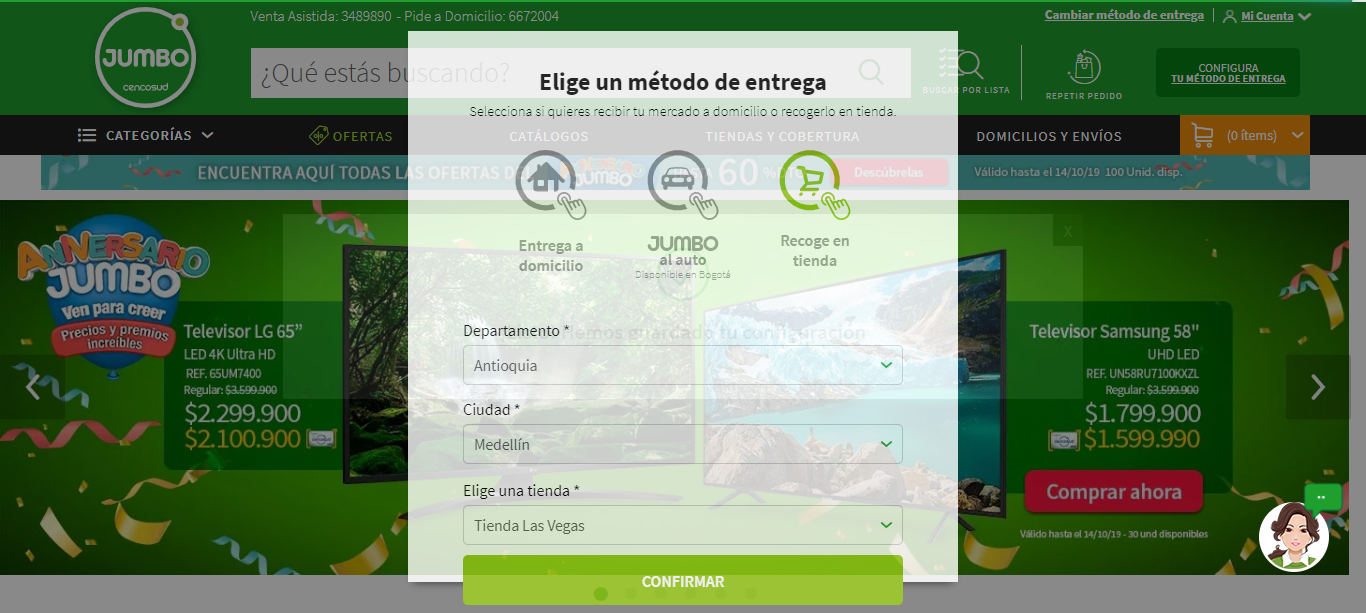 Venta Asistida: 3489890 - Pide a Domicilio: 6672004
Cambiar método de entrega
Mi Cuenta
JUMBO
cencosud
¿Qué estás buscando?
BUSCAR POR LISTA
REPETIR PEDIDO
CONFIGURA
TU MÉTODO DE ENTREGA
CATEGORÍAS
OFERTAS
CATÁLOGOS
TIENDAS Y COBERTURA
DOMICILIOS Y ENVÍOS
(0 ítems)
ENCUENTRA AQUÍ TODAS LAS OFERTAS DEL
JUMBO
60 %
Descúbrelas
Válido hasta el 14/10/19 100 Unid. disp.
Elige un método de entrega
Selecciona si quieres recibir tu mercado a domicilio o recogerlo en tienda.
Entrega a
domicilio
JUMBO
al auto
Disponible en Bogotá
Recoge en
tienda
X
Hemos guardado tu configuración
Departamento *
Antioquia
Ciudad *
Medellín
Elige una tienda *
Tienda Las Vegas
CONFIRMAR
ANIVERSARIO
JUMBO
Ven para creer
Precios y premios
increíbles
Televisor LG 65”
LED 4K Ultra HD
REF. 65UM7400
Regular: $3.599.900
$2.299.900
$2.100.900
Televisor Samsung 58"
UHD LED
REF. UN58RU7100KXZL
Regular: $3.599.900
$1.799.900
$1.599.990
Comprar ahora
Válido hasta el 14/10/19 - 30 und disponibles